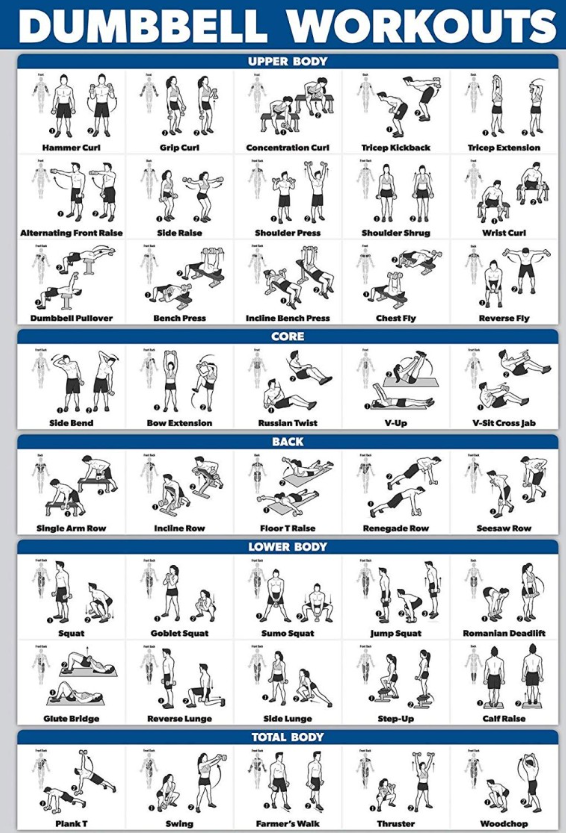 DUMBBELL WORKOUTS
UPPER BODY
Hammer Curl
Grip Curl
Concentration Curl
Tricep Kickback
Tricep Extension
Alternating Front Raise
Side Raise
Shoulder Press
Shoulder Shrug
Wrist Curl
Dumbbell Pullover
Bench Press
Incline Bench Press
Chest Fly
Reverse Fly
CORE
Side Bend
Bow Extension
Russian Twist
V-Up
V-Sit Cross Jab
BACK
Single Arm Row
Incline Row
Floor T Raise
Renegade Row
Seesaw Row
LOWER BODY
Squat
Goblet Squat
Sumo Squat
Jump Squat
Romanian Deadlift
Glute Bridge
Reverse Lunge
Side Lunge
Step-Up
Calf Raise
TOTAL BODY
Plank T
Swing
Farmer's Walk
Thruster
Woodchop